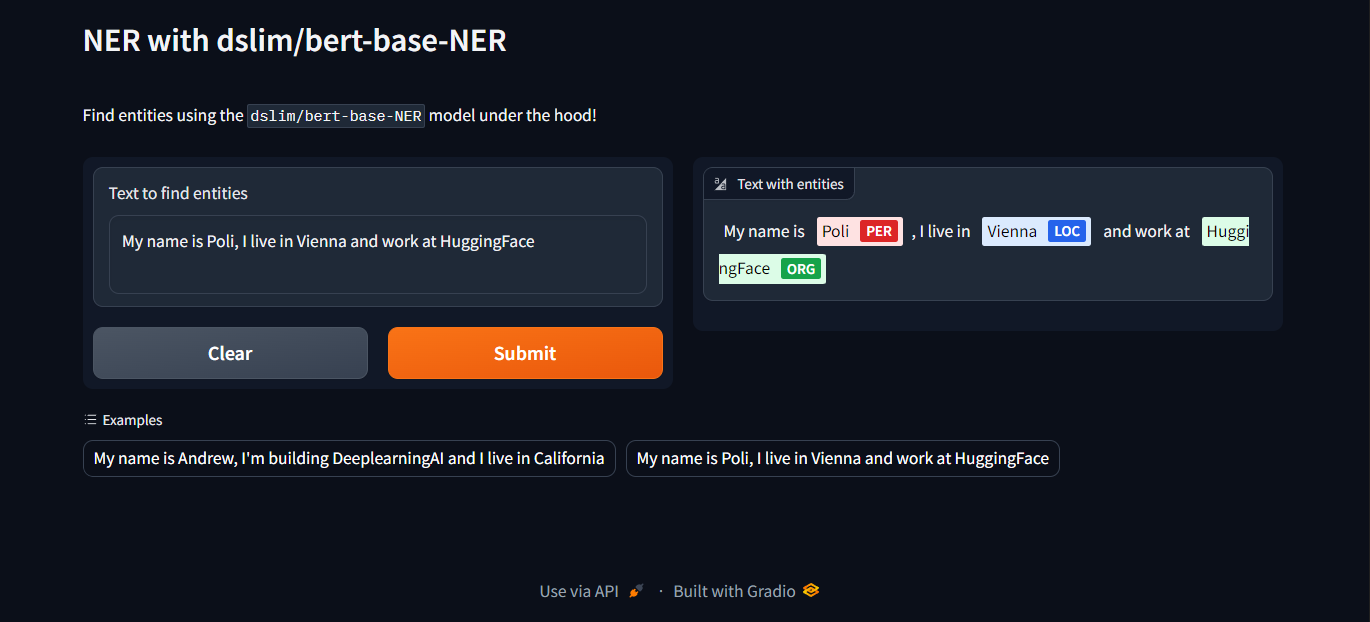 NER with dslim/bert-base-NER
Find entities using the dslim/bert-base-NER model under the hood!
Text to find entities
My name is Poli, I live in Vienna and work at HuggingFace
Clear
Submit
Text with entities
My name is Poli PER , I live in Vienna LOC and work at Huggi
ngFace ORG
Examples
My name is Andrew, I'm building DeeplearningAI and I live in California
My name is Poli, I live in Vienna and work at HuggingFace
Use via API · Built with Gradio